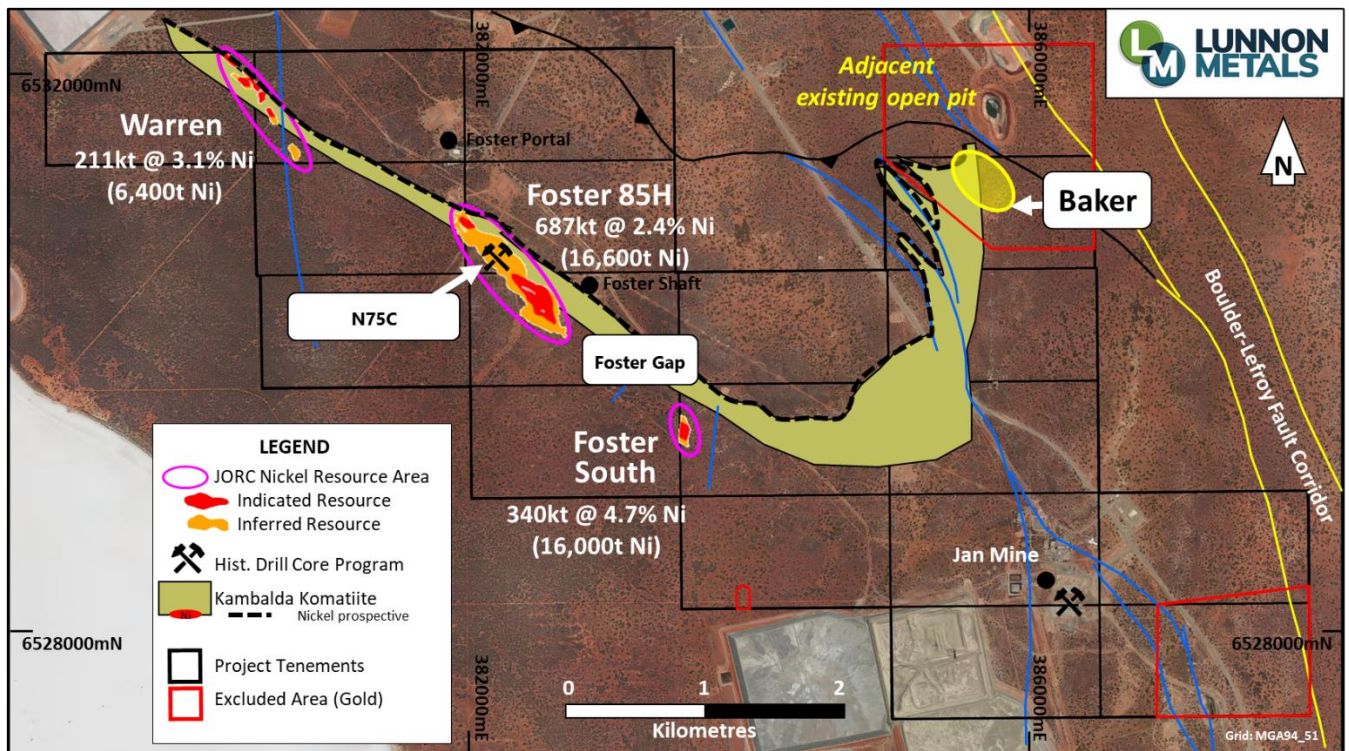 LM
LUNNON
METALS
382000mE
386000mE
6532000mN
Adjacent
existing open pit
N
Warren
211kt @ 3.1% Ni
(6,400t Ni)
Foster Portal
Foster 85H
687kt @ 2.4% Ni
(16,600t Ni)
Foster Shaft
Baker
N75C
Foster Gap
Boulder-Lefroy Fault Corridor
Foster
South
340kt @ 4.7% Ni
(16,000t Ni)
Jan Mine
LEGEND
JORC Nickel Resource Area
Indicated Resource
Inferred Resource
Hist. Drill Core Program
Kambalda Komatiite
Ni
Nickel prospective
Project Tenements
Excluded Area (Gold)
6528000mN
6528000mN
382000mE
386000mE
0 1 2
Kilometres
Grid: MGA94_51